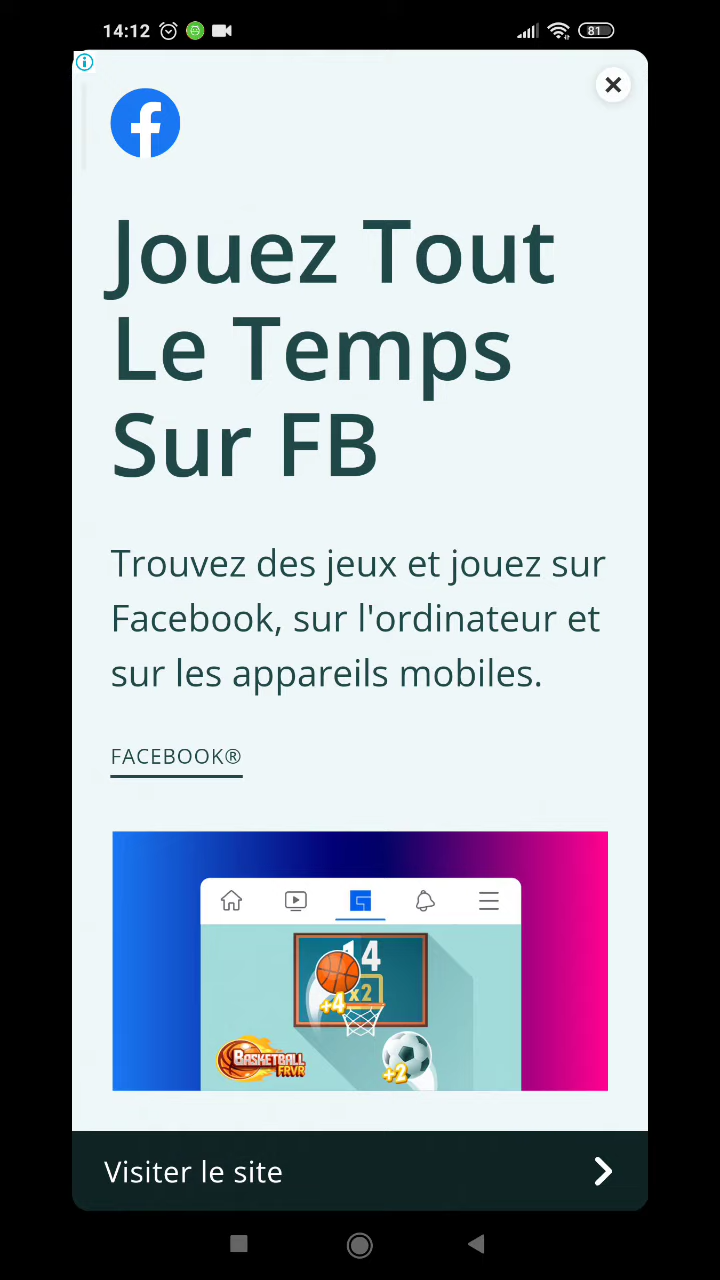 14:12
81
Jouez Tout
Le Temps
Sur FB
Trouvez des jeux et jouez sur
Facebook, sur l'ordinateur et
sur les appareils mobiles.
FACEBOOK®
14
x2
+4
BASKETBALL
FRVR
+2
Visiter le site